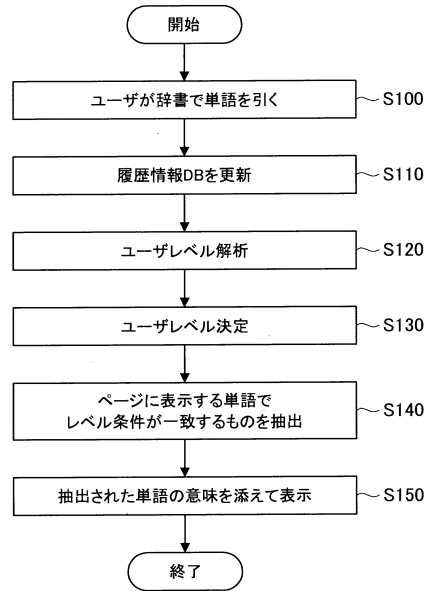 開始
ユーザが辞書で単語を引く
S100
履歴情報DBを更新
S110
ユーザレベル解析
S120
ユーザレベル決定
S130
ページに表示する単語で
レベル条件が一致するものを抽出
S140
抽出された単語の意味を添えて表示
S150
終了